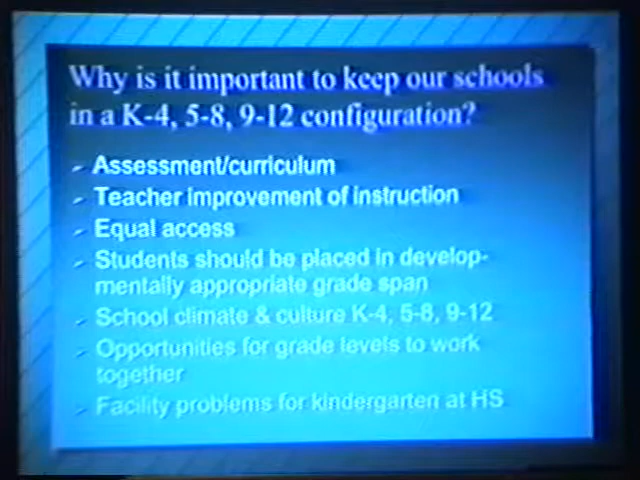 Why is it important to keep our schools
in a K-4, 5-8, 9-12 configuration?
Assessment/curriculum
Teacher improvement of instruction
Equal access
Students should be placed in develop-
mentally appropriate grade span
School climate & culture K-4, 5-8, 9-12
Opportunities for grade levels to work
together
Facility problems for kindergarten at HS